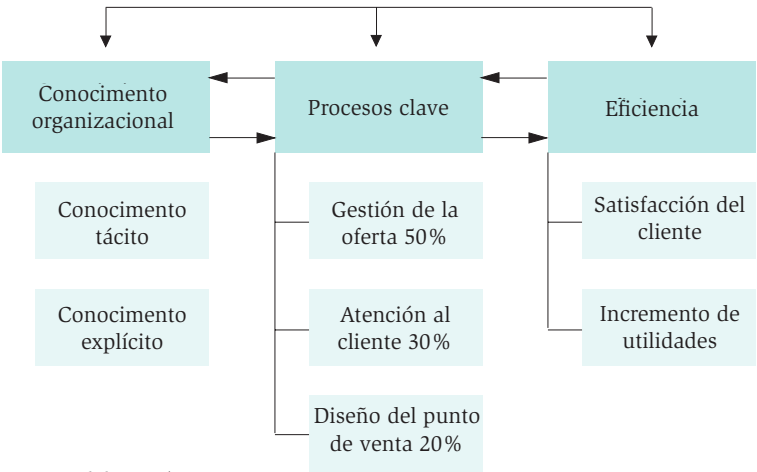 Conocimento
organizacional
Procesos clave
Eficiencia
Conocimento
tácito
Gestión de la
oferta 50%
Satisfacción del
cliente
Conocimento
explícito
Atención al
cliente 30%
Incremento de
utilidades
Diseño del punto
de venta 20%